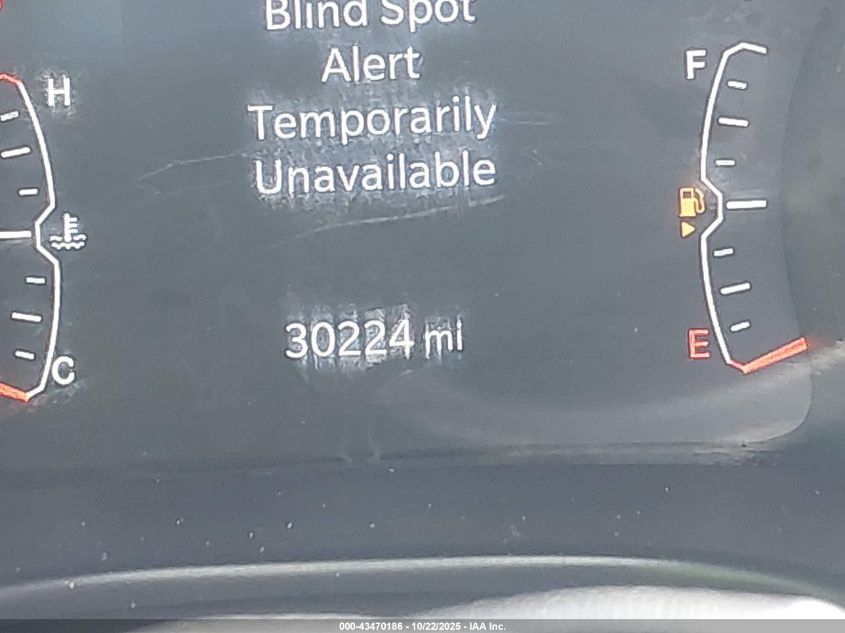 Blind Spot
Alert
Temporarily
Unavailable
H
F
30224 mi
C
E
000-43470186 - 10/22/2025 - IAA Inc.